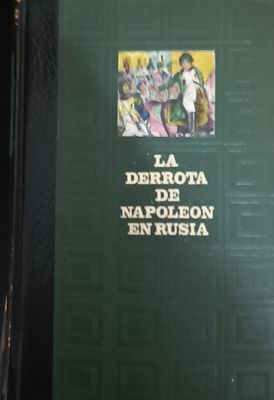 LA
DERROTA
DE
NAPOLEON
EN RUSIA